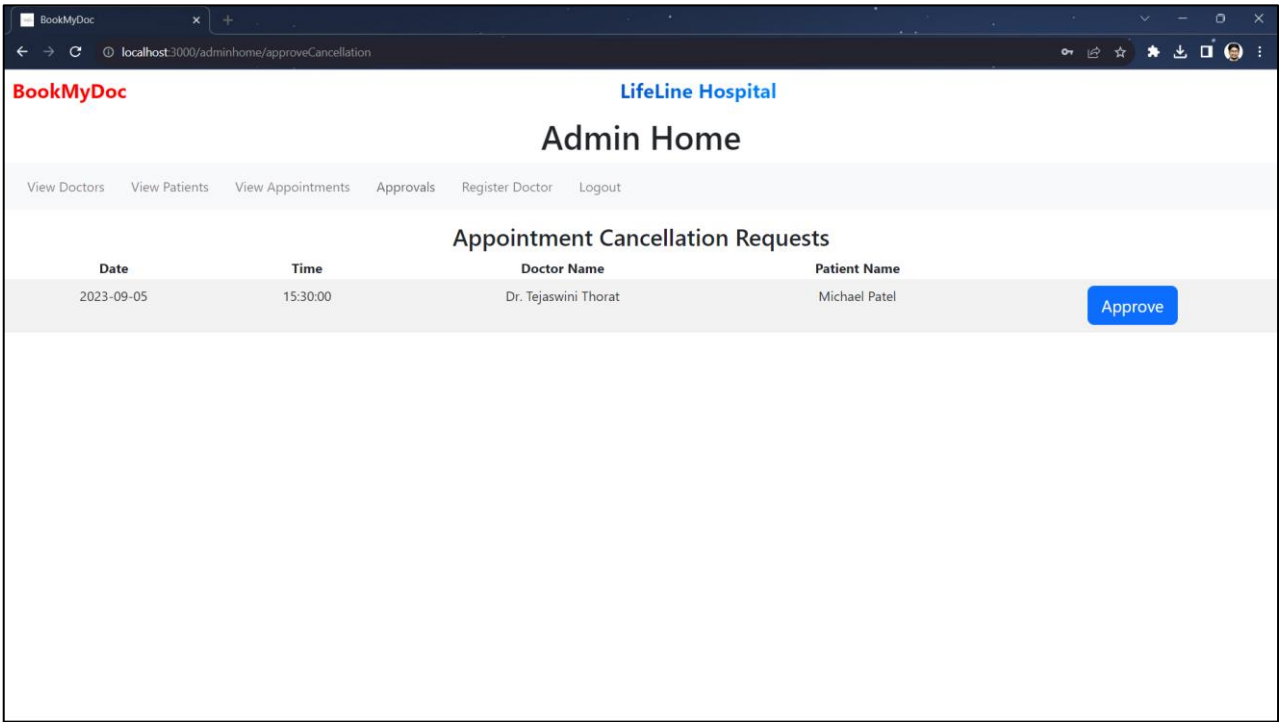 BookMyDoc
localhost:3000/adminhome/approveCancellation
BookMyDoc LifeLine Hospital
Admin Home
View Doctors View Patients View Appointments Approvals Register Doctor Logout
Appointment Cancellation Requests
Date Time Doctor Name Patient Name
2023-09-05 15:30:00 Dr. Tejaswini Thorat Michael Patel Approve